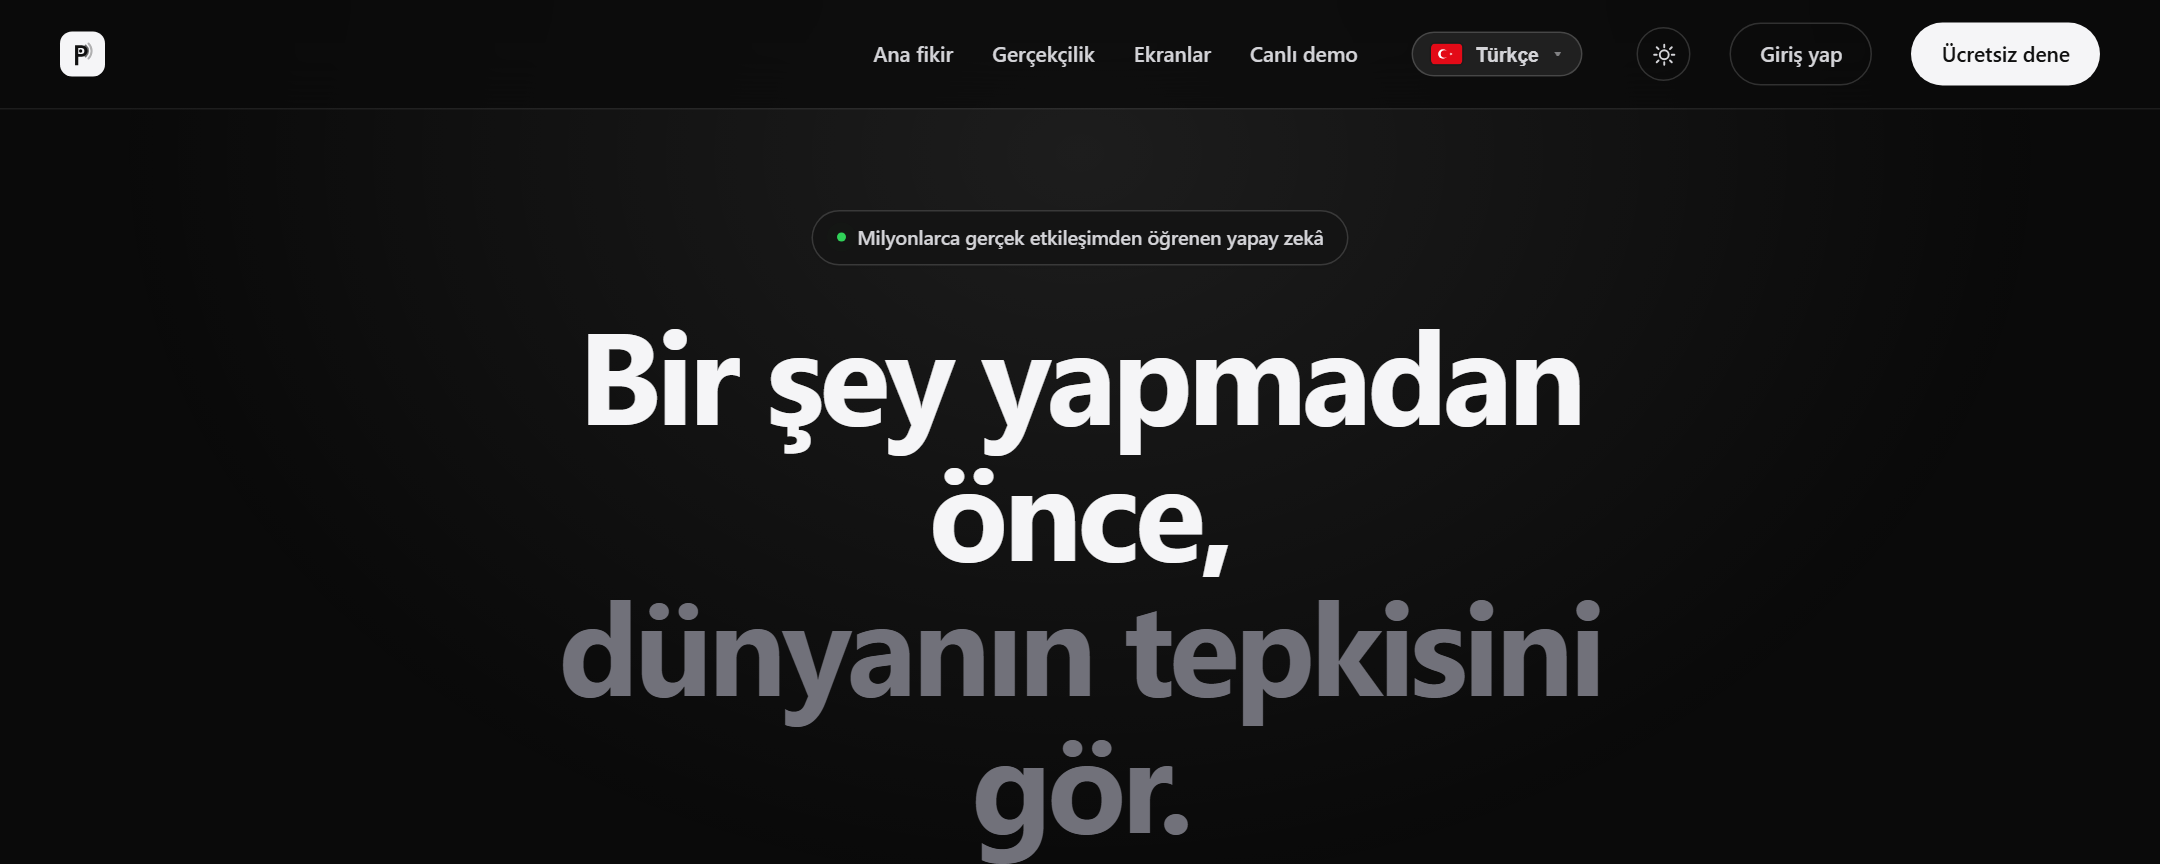 P
Ana fikir
Gerçekçilik
Ekranlar
Canlı demo
Türkçe
Giriş yap
Ücretsiz dene
Milyonlarca gerçek etkileşimden öğrenen yapay zekâ
Bir şey yapmadan
önce,
dünyanın tepkisini
gör.